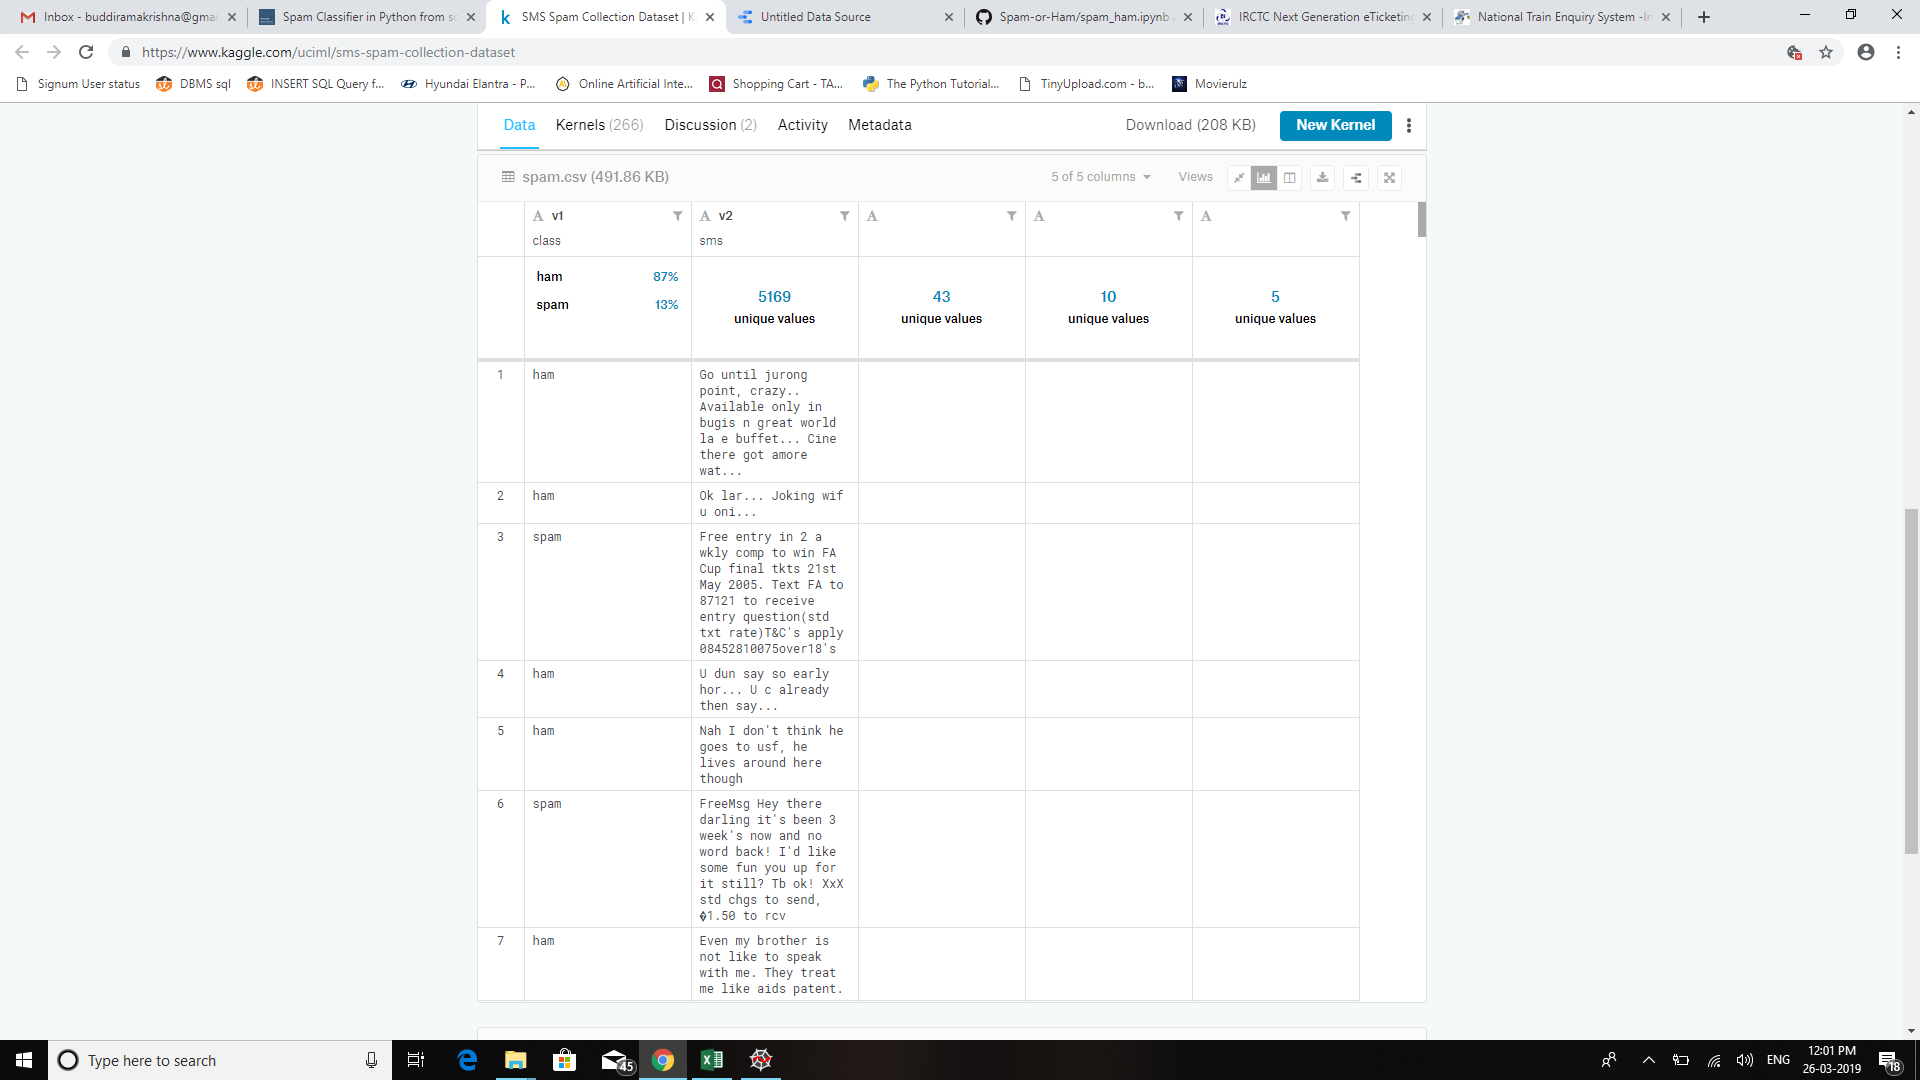 Inbox - buddiramakrishna@gmai
Spam Classifier in Python from sc
SMS Spam Collection Dataset | K
Untitled Data Source
Spam-or-Ham/spam_ham.ipynb
IRCTC Next Generation eTicketing
National Train Enquiry System -In
https://www.kaggle.com/uciml/sms-spam-collection-dataset
Signum User status
DBMS sql
INSERT SQL Query f...
Hyundai Elantra - P...
Online Artificial Inte...
Shopping Cart - TA...
The Python Tutorial...
TinyUpload.com - b...
Movierulz
Data Kernels (266) Discussion (2) Activity Metadata Download (208 KB) New Kernel
spam.csv (491.86 KB) 5 of 5 columns Views
A v1 A v2 A A A
class sms
ham 87%
spam 13%
5169 43 10 5
unique values unique values unique values unique values
1 ham Go until jurong
point, crazy..
Available only in
bugis n great world
la e buffet... Cine
there got amore
wat...
2 ham Ok lar... Joking wif
u oni...
3 spam Free entry in 2 a
wkly comp to win FA
Cup final tkts 21st
May 2005. Text FA to
87121 to receive
entry question(std
txt rate)T&C's apply
08452810075over18's
4 ham U dun say so early
hor... U c already
then say...
5 ham Nah I don't think he
goes to usf, he
lives around here
though
6 spam FreeMsg Hey there
darling it's been 3
week's now and no
word back! I'd like
some fun you up for
it still? Tb ok! XxX
std chgs to send,
�1.50 to rcv
7 ham Even my brother is
not like to speak
with me. They treat
me like aids patent.
Type here to search
45
ENG
12:01 PM
26-03-2019
18